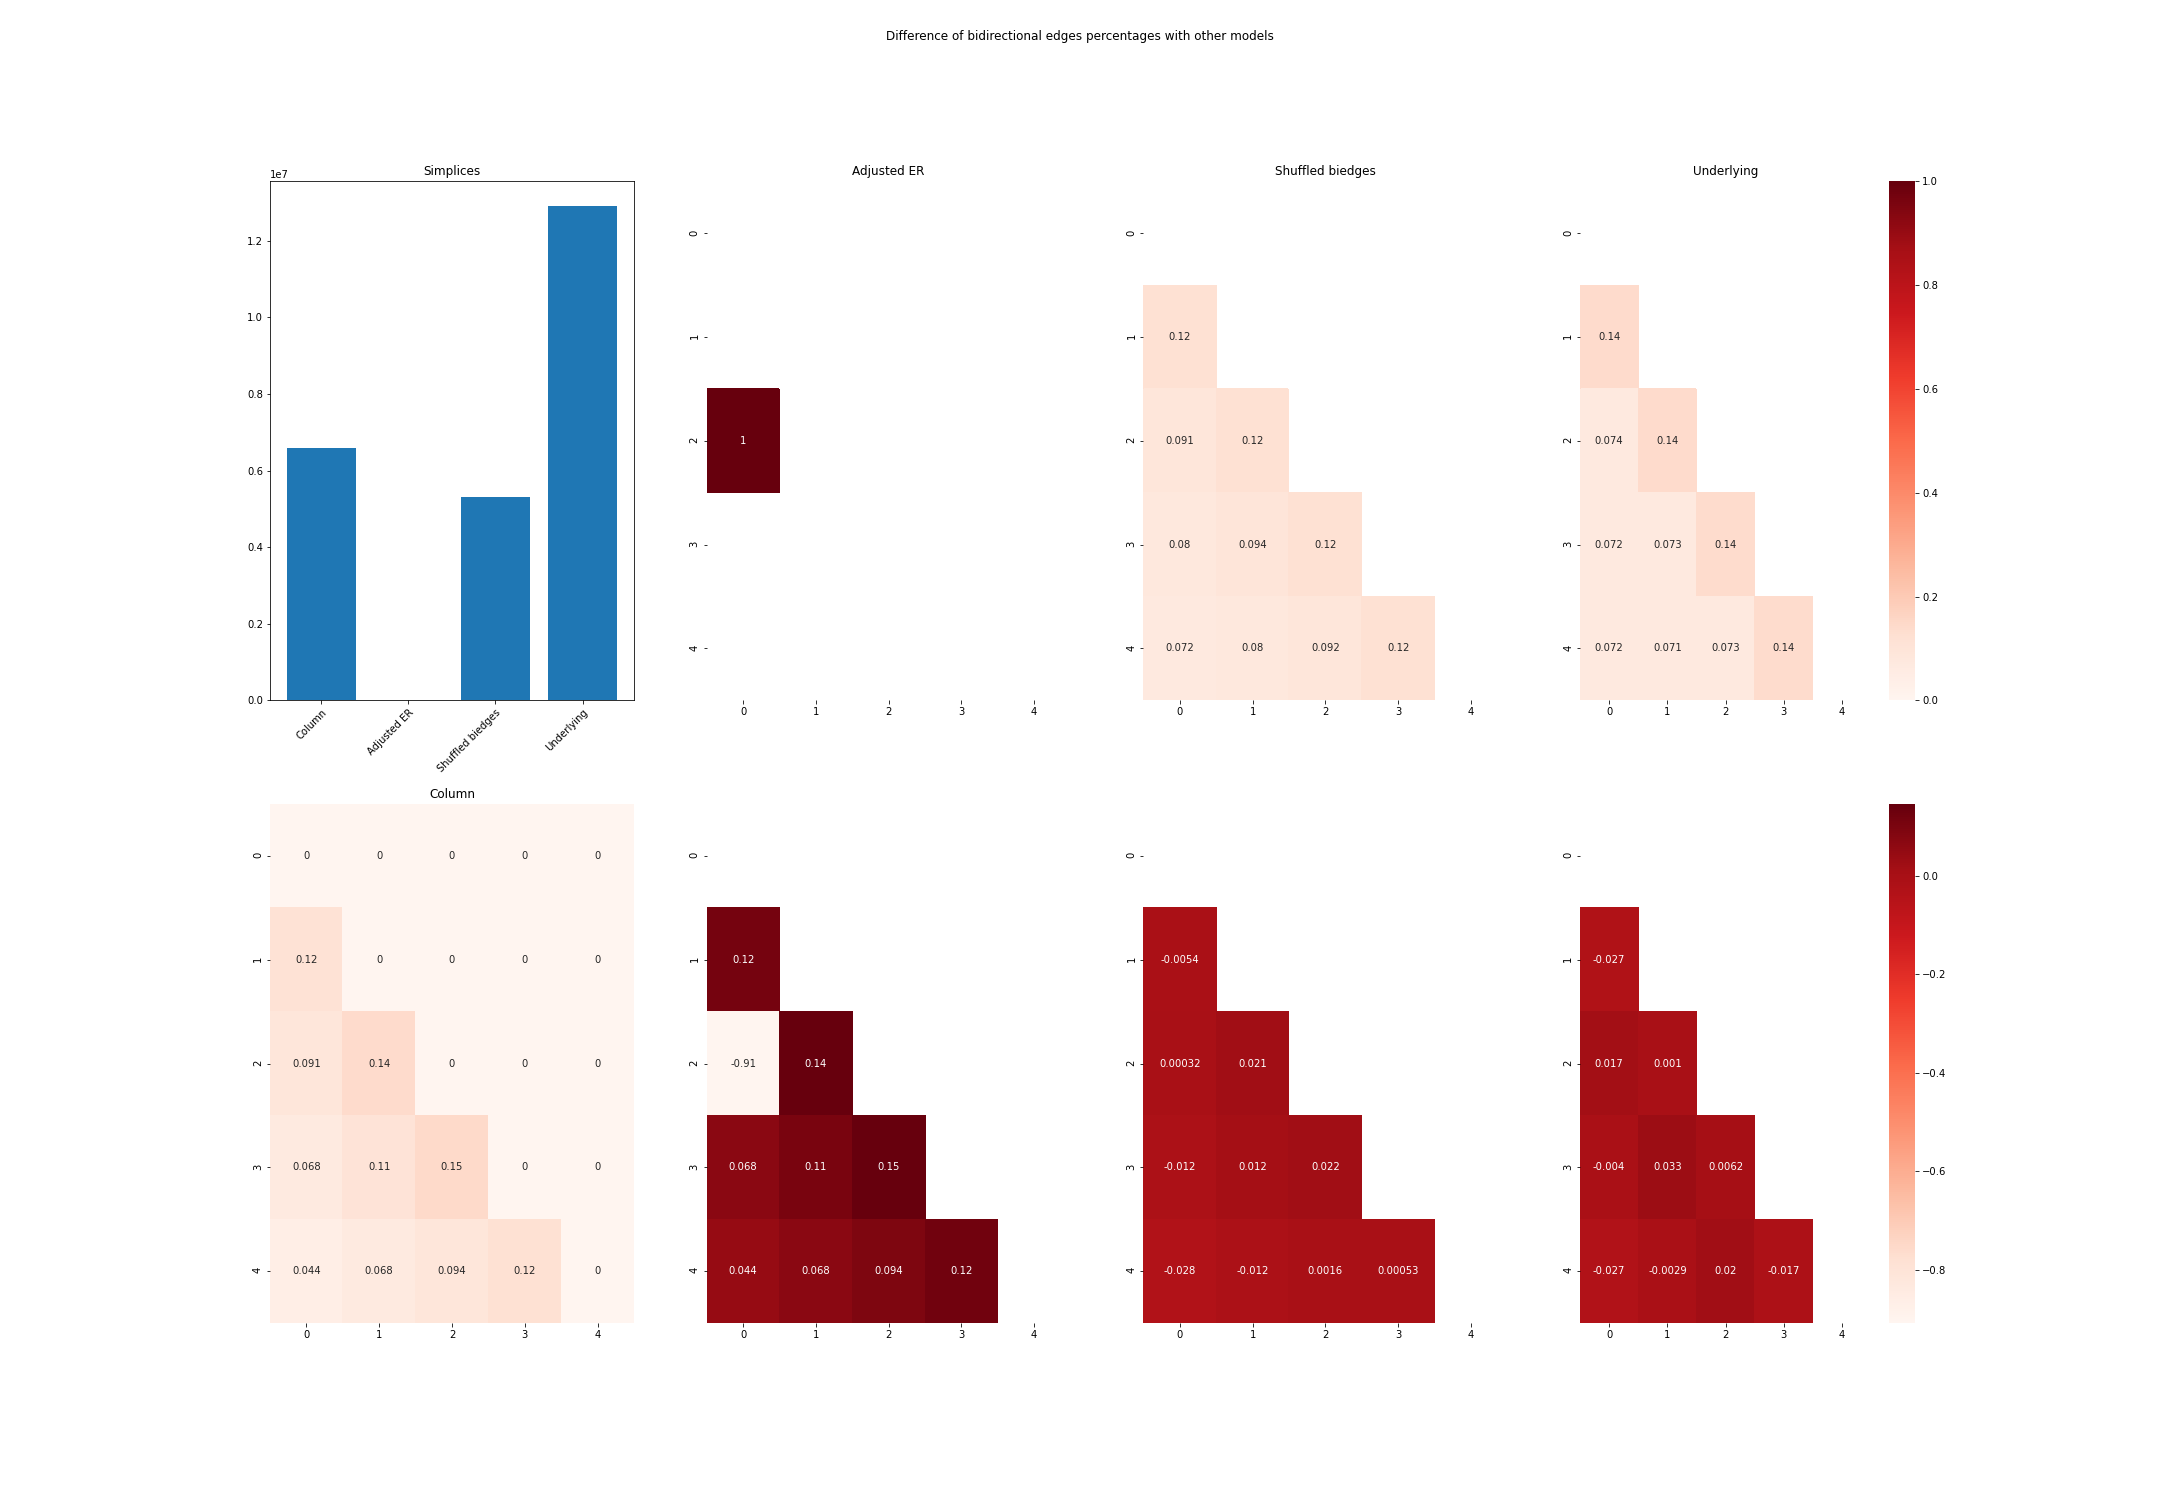 Difference of bidirectional edges percentages with other models
Simplices
1e7
1.2
1.0
0.8
0.6
0.4
0.2
0.0
Column
Adjusted ER
Shuffled biedges
Underlying
Adjusted ER
0
1
2
3
4
1
0 1 2 3 4
Shuffled biedges
0
1
2
3
4
0.12
0.091 0.12
0.08 0.094 0.12
0.072 0.08 0.092 0.12
0 1 2 3 4
Underlying
0
1
2
3
4
0.14
0.074 0.14
0.072 0.073 0.14
0.072 0.071 0.073 0.14
0 1 2 3 4
1.0
0.8
0.6
0.4
0.2
0.0
Column
0
1
2
3
4
0 0 0 0 0
0.12 0 0 0 0
0.091 0.14 0 0 0
0.068 0.11 0.15 0 0
0.044 0.068 0.094 0.12 0
0 1 2 3 4
0
1
2
3
4
0.12
-0.91 0.14
0.068 0.11 0.15
0.044 0.068 0.094 0.12
0 1 2 3 4
0
1
2
3
4
-0.0054
0.00032 0.021
-0.012 0.012 0.022
-0.028 -0.012 0.0016 0.00053
0 1 2 3 4
0
1
2
3
4
-0.027
0.017 0.001
-0.004 0.033 0.0062
-0.027 -0.0029 0.02 -0.017
0 1 2 3 4
0.0
−0.2
−0.4
−0.6
−0.8